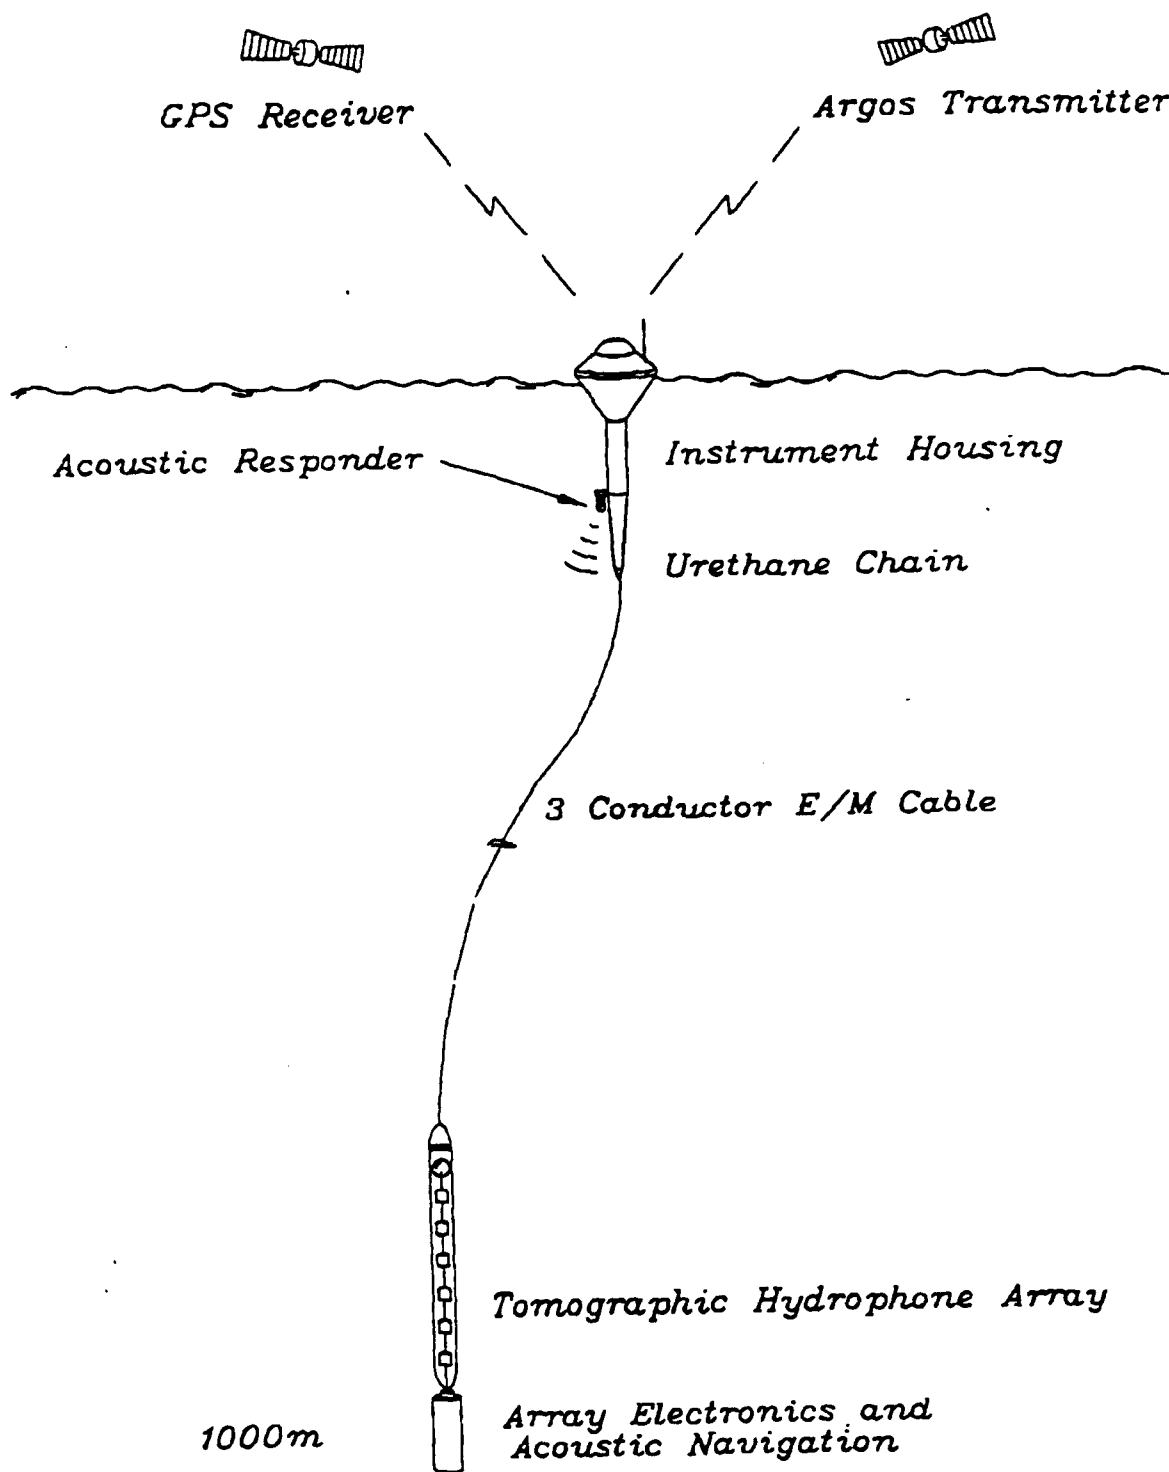 GPS Receiver
Argos Transmitter
Acoustic Responder
Instrument Housing
Urethane Chain
3 Conductor E/M Cable
Tomographic Hydrophone Array
1000m
Array Electronics and
Acoustic Navigation